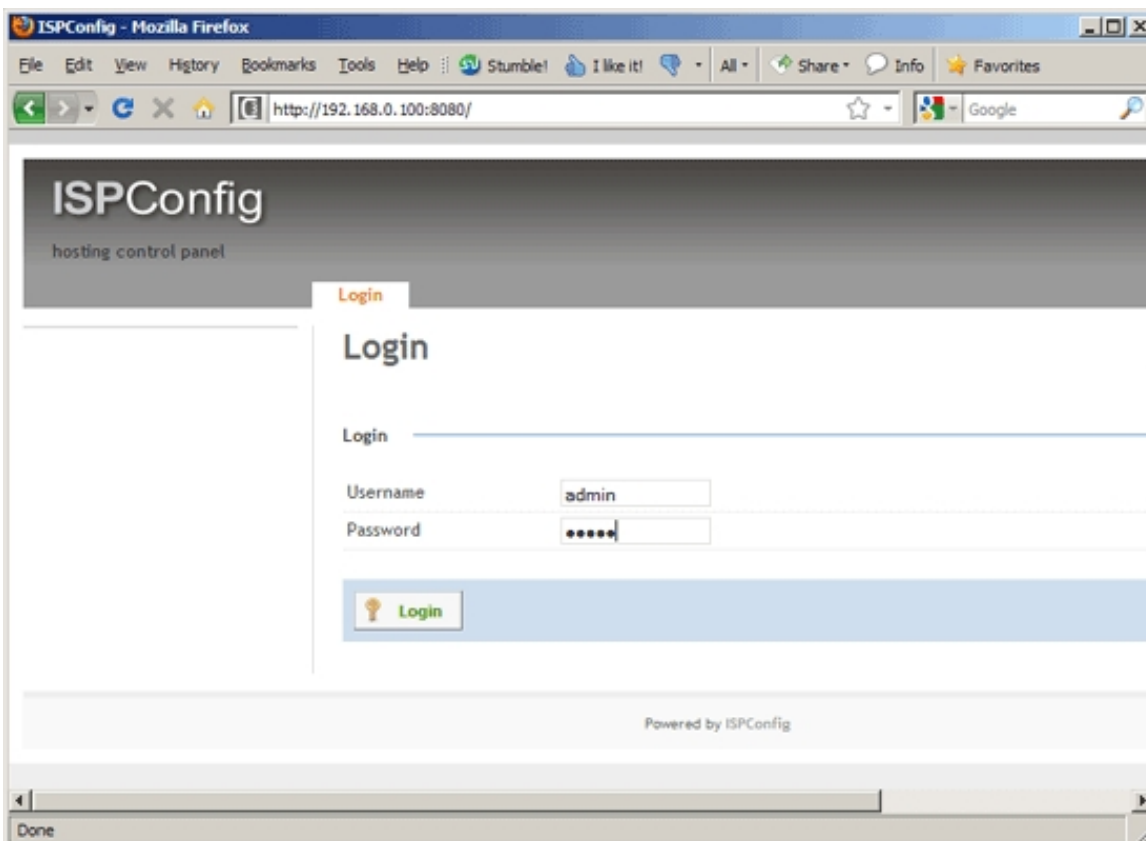 ISPConfig - Mozilla Firefox
File Edit View History Bookmarks Tools Help Stumble! I like it! All Share Info Favorites
http://192.168.0.100:8080/ Google
ISPConfig
hosting control panel
Login
Login
Login
Username admin
Password •••••
Login
Powered by ISPConfig
Done